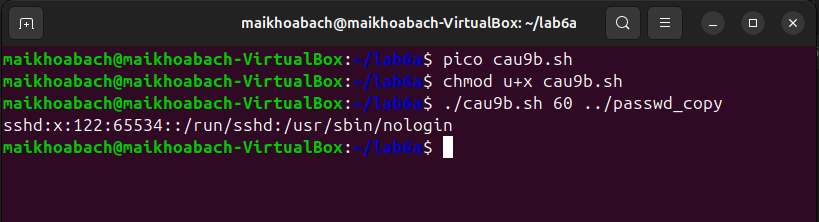 maikhoabach@maikhoabach-VirtualBox: ~/lab6a
maikhoabach@maikhoabach-VirtualBox:~/lab6a$ pico cau9b.sh
maikhoabach@maikhoabach-VirtualBox:~/lab6a$ chmod u+x cau9b.sh
maikhoabach@maikhoabach-VirtualBox:~/lab6a$ ./cau9b.sh 60 ../passwd_copy
sshd:x:122:65534::/run/sshd:/usr/sbin/nologin
maikhoabach@maikhoabach-VirtualBox:~/lab6a$